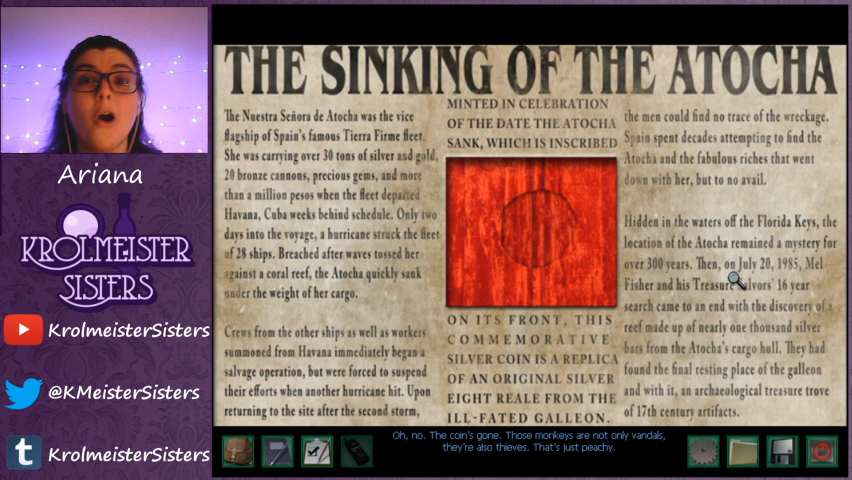 Ariana
KROLMEISTER
SISTERS
KrolmeisterSisters
@KMeisterSisters
t
KrolmeisterSisters
THE SINKING OF THE ATOCHA
The Nuestra Señora de Atocha was the vice
flagship of Spain's famous Tierra Firme fleet.
She was carrying over 30 tons of silver and gold,
20 bronze cannons, precious gems, and more
than a million pesos when the fleet departed
Havana, Cuba weeks behind schedule. Only two
days into the voyage, a hurricane struck the fleet
of 28 ships. Breached after waves tossed her
against a coral reef, the Atocha quickly sank
under the weight of her cargo.
Crews from the other ships as well as workers
summoned from Havana immediately began a
salvage operation, but were forced to suspend
their efforts when another hurricane hit. Upon
returning to the site after the second storm,
MINTED IN CELEBRATION
OF THE DATE THE ATOCHA
SANK, WHICH IS INSCRIBED
ON ITS FRONT, THIS
COMMEMORATIVE
SILVER COIN IS A REPLICA
OF AN ORIGINAL SILVER
EIGHT REALE FROM THE
ILL-FATED GALLEON.
the men could find no trace of the wreckage.
Spain spent decades attempting to find the
Atocha and the fabulous riches that went
down with her, but to no avail.
Hidden in the waters off the Florida Keys, the
location of the Atocha remained a mystery for
over 300 years. Then, on July 20, 1985, Mel
Fisher and his Treasure Salvors' 16 year
search came to an end with the discovery of a
reef made up of nearly one thousand silver
bars from the Atocha's cargo hull. They had
found the final resting place of the galleon
and with it, an archaeological treasure trove
of 17th century artifacts.
Oh, no. The coin's gone. Those monkeys are not only vandals,
they're also thieves. That's just peachy.